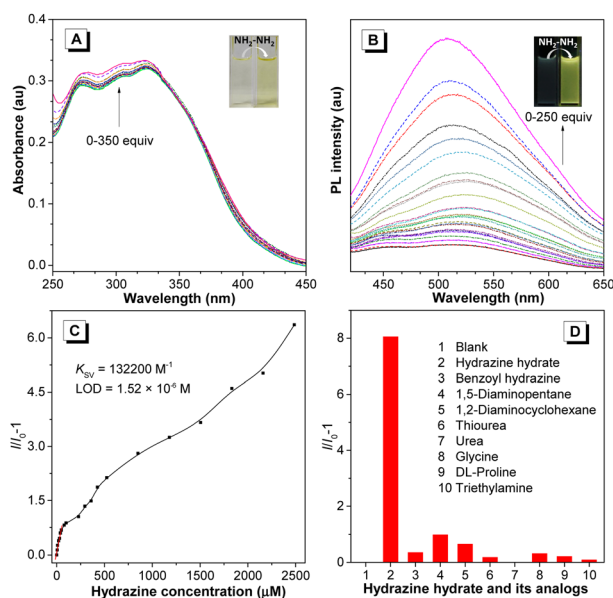 A
NH2-NH2
0-350 equiv
Absorbance (au)
0.4
0.3
0.2
0.1
0.0
250 300 350 400 450
Wavelength (nm)
B
NH2-NH2
0-250 equiv
PL intensity (au)
450 500 550 600 650
Wavelength (nm)
C
KSV = 132200 M-1
LOD = 1.52 × 10-6 M
I/I0-1
6.0
4.5
3.0
1.5
0.0
0 500 1000 1500 2000 2500
Hydrazine concentration (μM)
D
1 Blank
2 Hydrazine hydrate
3 Benzoyl hydrazine
4 1,5-Diaminopentane
5 1,2-Diaminocyclohexane
6 Thiourea
7 Urea
8 Glycine
9 DL-Proline
10 Triethylamine
I/I0-1
8
6
4
2
0
1 2 3 4 5 6 7 8 9 10
Hydrazine hydrate and its analogs